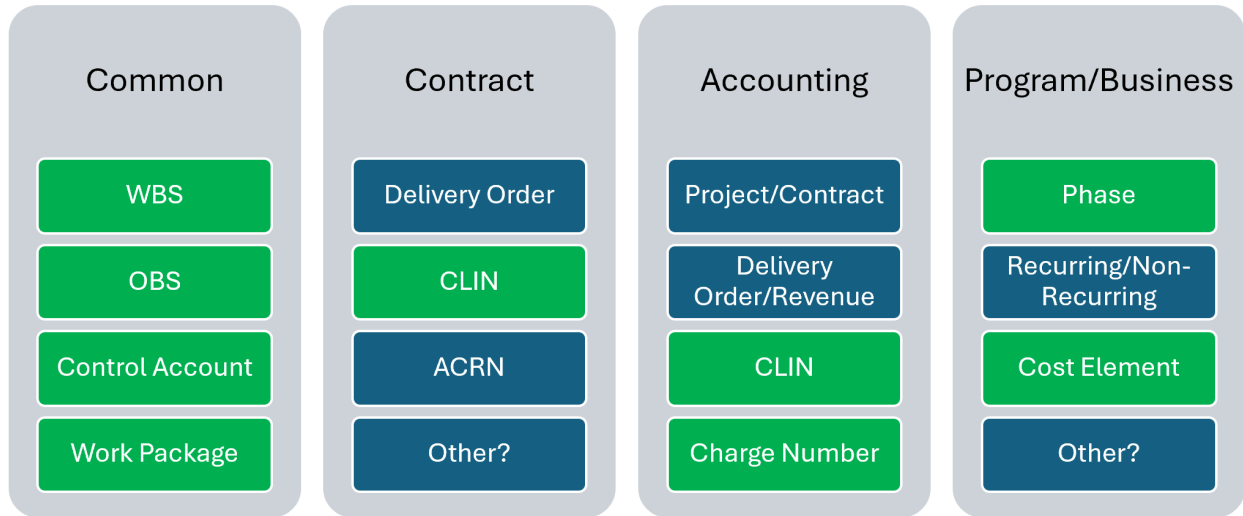 Common
WBS
OBS
Control Account
Work Package
Contract
Delivery Order
CLIN
ACRN
Other?
Accounting
Project/Contract
Delivery
Order/Revenue
CLIN
Charge Number
Program/Business
Phase
Recurring/Non-
Recurring
Cost Element
Other?